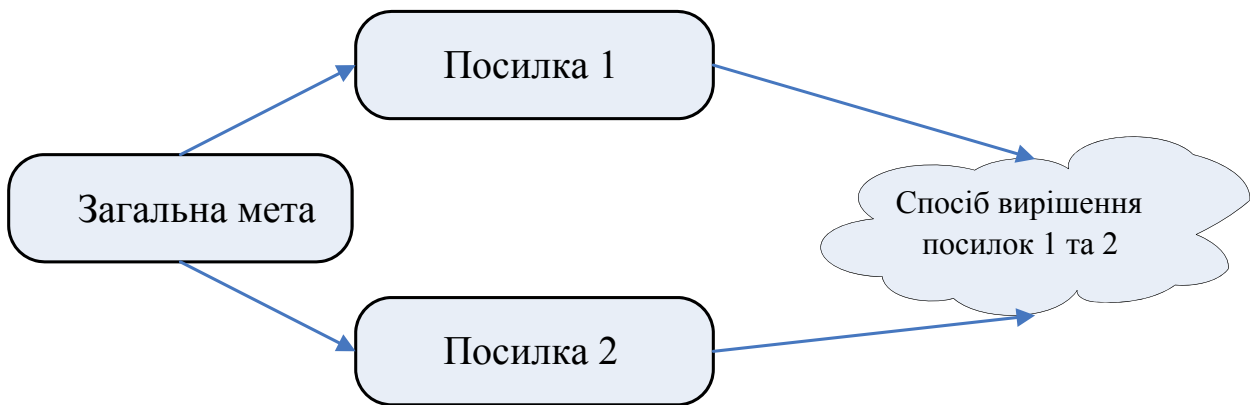 Посилка 1
Загальна мета
Спосіб вирішення
посилок 1 та 2
Посилка 2